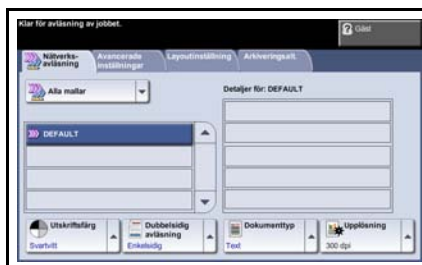 Klar för avläsning av jobbet.
Gäst
Nätverks-
avläsning
Avancerade
inställningar
Layoutinställning
Arkiveringsalt.
Alla mallar
Detaljer för: DEFAULT
DEFAULT
Utskriftsfärg
Svartvitt
Dubbelsidig
avläsning
Enkelsidig
Dokumenttyp
Text
Upplösning
300 dpi